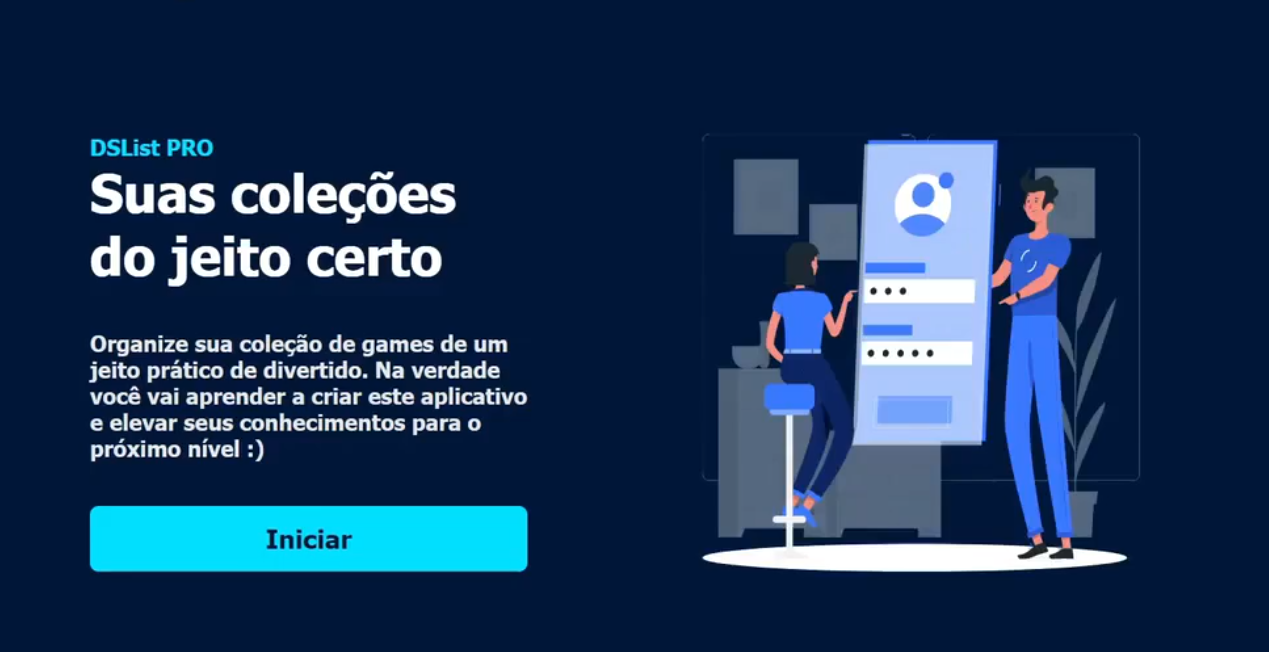 DSList PRO
Suas coleções
do jeito certo
Organize sua coleção de games de um
jeito prático de divertido. Na verdade
você vai aprender a criar este aplicativo
e elevar seus conhecimentos para o
próximo nível :)
Iniciar